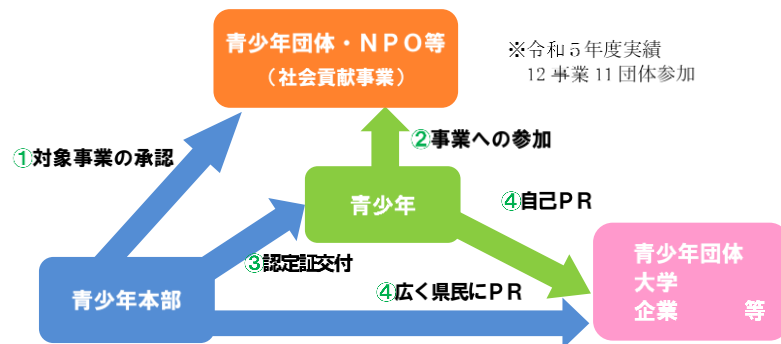 青少年団体・ＮＰＯ等
（社会貢献事業）
※令和５年度実績
12 事業 11 団体参加
①対象事業の承認
②事業への参加
青少年
④自己ＰＲ
③認定証交付
青少年団体
大学
企業　　　等
青少年本部
④広く県民にＰＲ